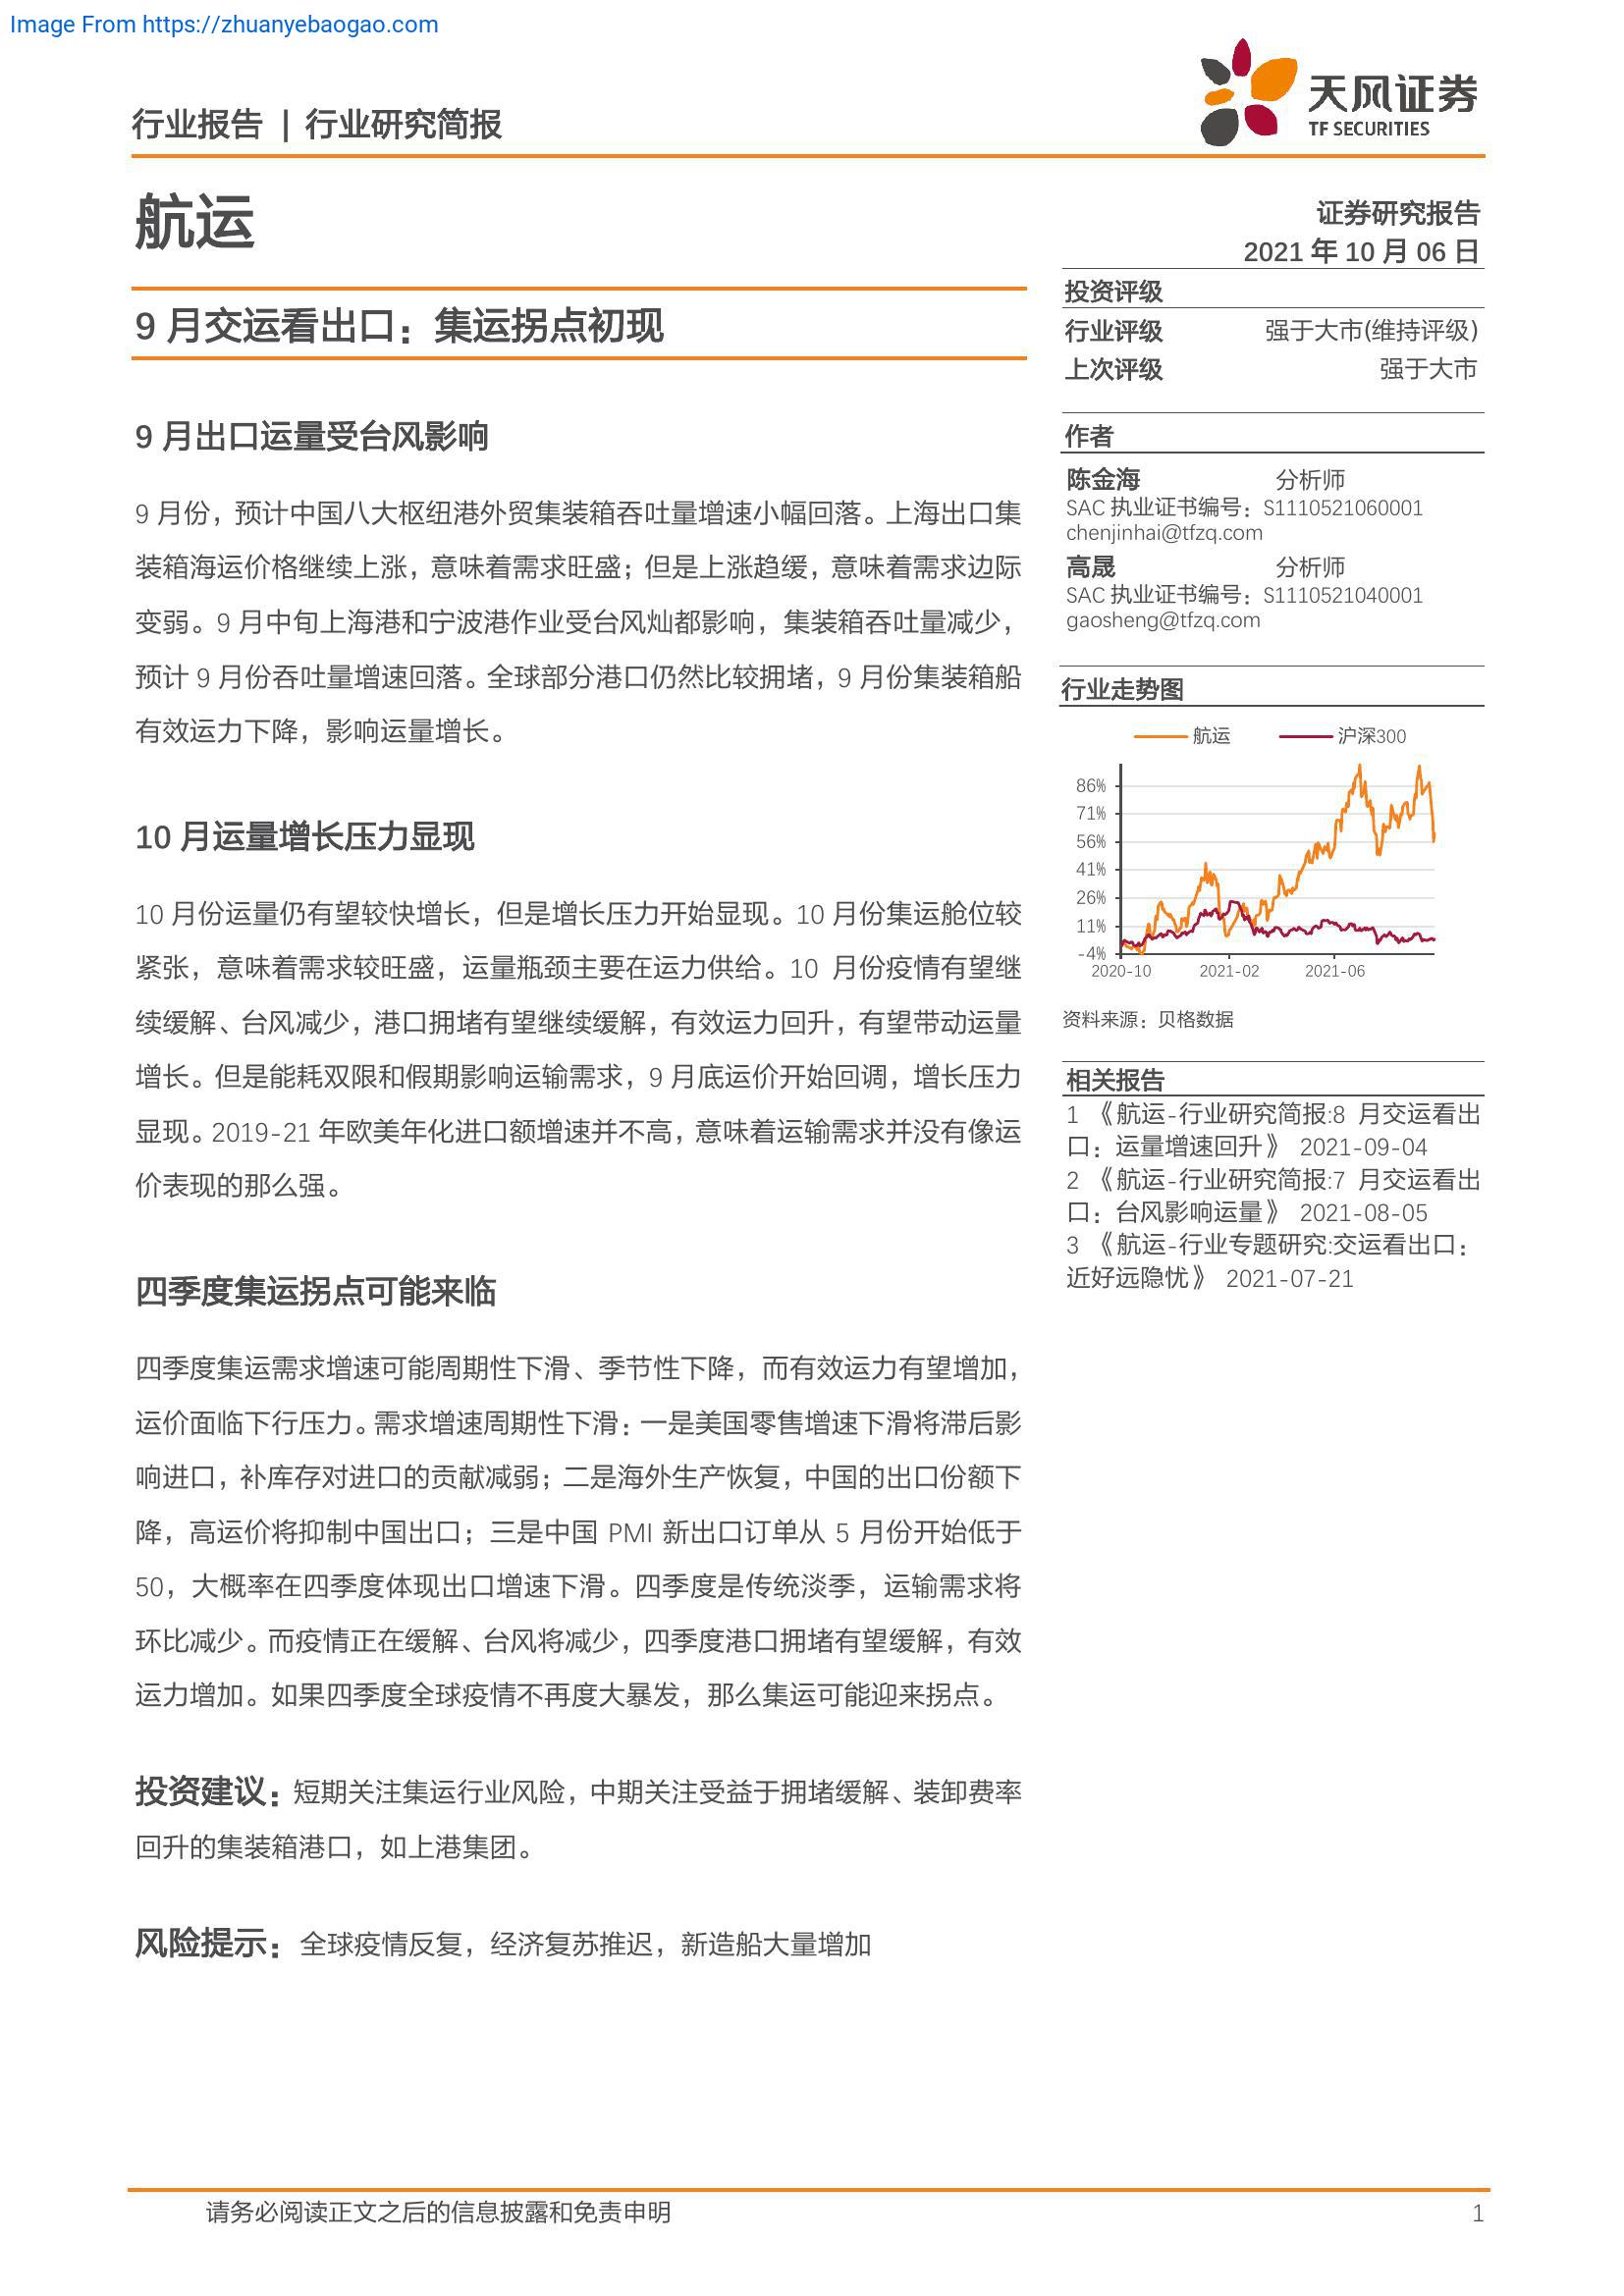 Image From https://zhuanyebaogao.com
行业报告 | 行业研究简报
天风证券
TF SECURITIES
航运
证券研究报告
2021 年 10 月 06 日
9 月交运看出口：集运拐点初现
9 月出口运量受台风影响
9 月份，预计中国八大枢纽港外贸集装箱吞吐量增速小幅回落。上海出口集
装箱海运价格继续上涨，意味着需求旺盛；但是上涨趋缓，意味着需求边际
变弱。9 月中旬上海港和宁波港作业受台风灿都影响，集装箱吞吐量减少，
预计 9 月份吞吐量增速回落。全球部分港口仍然比较拥堵，9 月份集装箱船
有效运力下降，影响运量增长。
10 月运量增长压力显现
10 月份运量仍有望较快增长，但是增长压力开始显现。10 月份集运舱位较
紧张，意味着需求较旺盛，运量瓶颈主要在运力供给。10 月份疫情有望继
续缓解、台风减少，港口拥堵有望继续缓解，有效运力回升，有望带动运量
增长。但是能耗双限和假期影响运输需求，9 月底运价开始回调，增长压力
显现。2019-21 年欧美年化进口额增速并不高，意味着运输需求并没有像运
价表现的那么强。
四季度集运拐点可能来临
四季度集运需求增速可能周期性下滑、季节性下降，而有效运力有望增加，
运价面临下行压力。需求增速周期性下滑：一是美国零售增速下滑将滞后影
响进口，补库存对进口的贡献减弱；二是海外生产恢复，中国的出口份额下
降，高运价将抑制中国出口；三是中国 PMI 新出口订单从 5 月份开始低于
50，大概率在四季度体现出口增速下滑。四季度是传统淡季，运输需求将
环比减少。而疫情正在缓解、台风将减少，四季度港口拥堵有望缓解，有效
运力增加。如果四季度全球疫情不再度大暴发，那么集运可能迎来拐点。
投资建议：短期关注集运行业风险，中期关注受益于拥堵缓解、装卸费率
回升的集装箱港口，如上港集团。
风险提示：全球疫情反复，经济复苏推迟，新造船大量增加
投资评级
行业评级 强于大市(维持评级)
上次评级 强于大市
作者
陈金海 分析师
SAC 执业证书编号：S1110521060001
chenjinhai@tfzq.com
高晟 分析师
SAC 执业证书编号：S1110521040001
gaosheng@tfzq.com
行业走势图
航运 沪深300
86%
71%
56%
41%
26%
11%
-4%
2020-10 2021-02 2021-06
资料来源：贝格数据
相关报告
1 《航运-行业研究简报:8 月交运看出
口：运量增速回升》 2021-09-04
2 《航运-行业研究简报:7 月交运看出
口：台风影响运量》 2021-08-05
3 《航运-行业专题研究:交运看出口：
近好远隐忧》 2021-07-21
请务必阅读正文之后的信息披露和免责申明 1